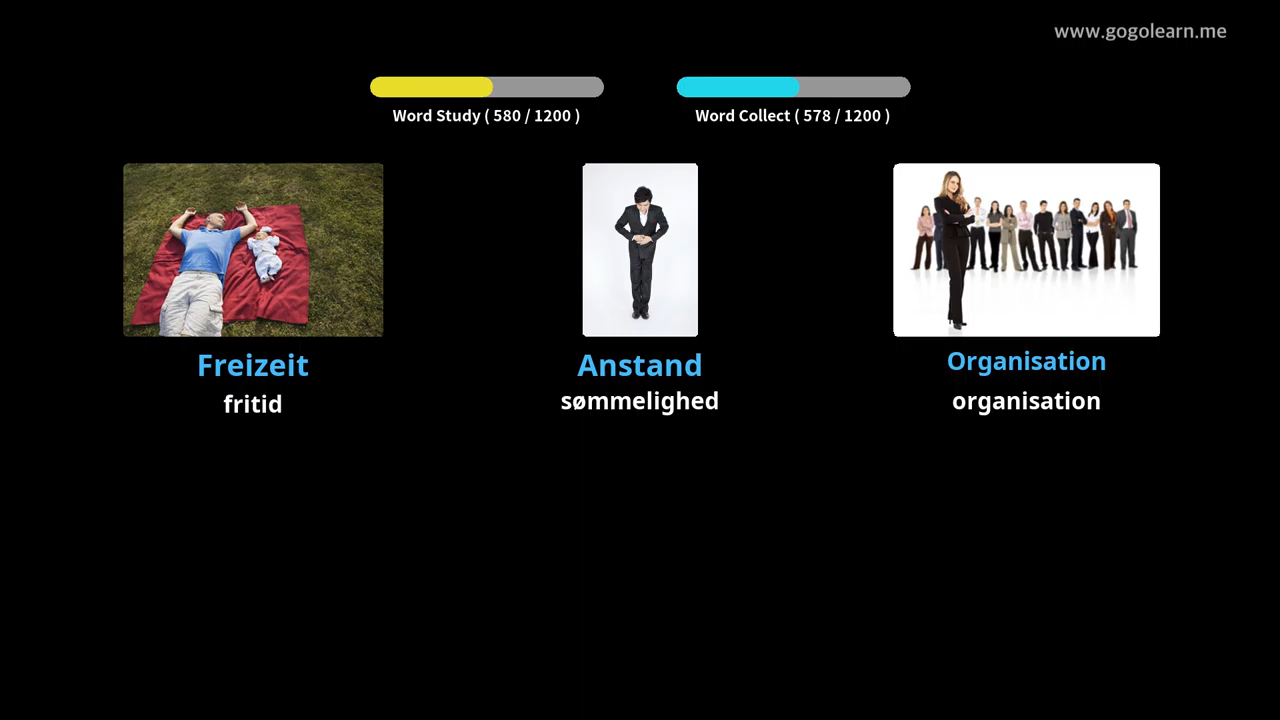 www.gogolearn.me
Word Study ( 580 / 1200 )
Word Collect ( 578 / 1200 )
Freizeit
fritid
Anstand
sømmelighed
Organisation
organisation